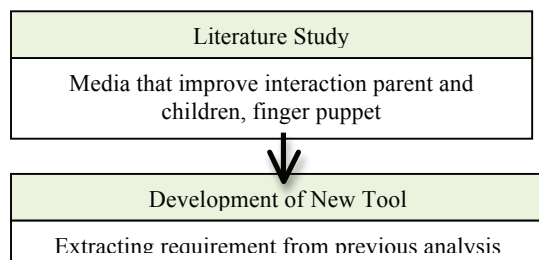 Literature Study
Media that improve interaction parent and
children, finger puppet
Development of New Tool
Extracting requirement from previous analysis